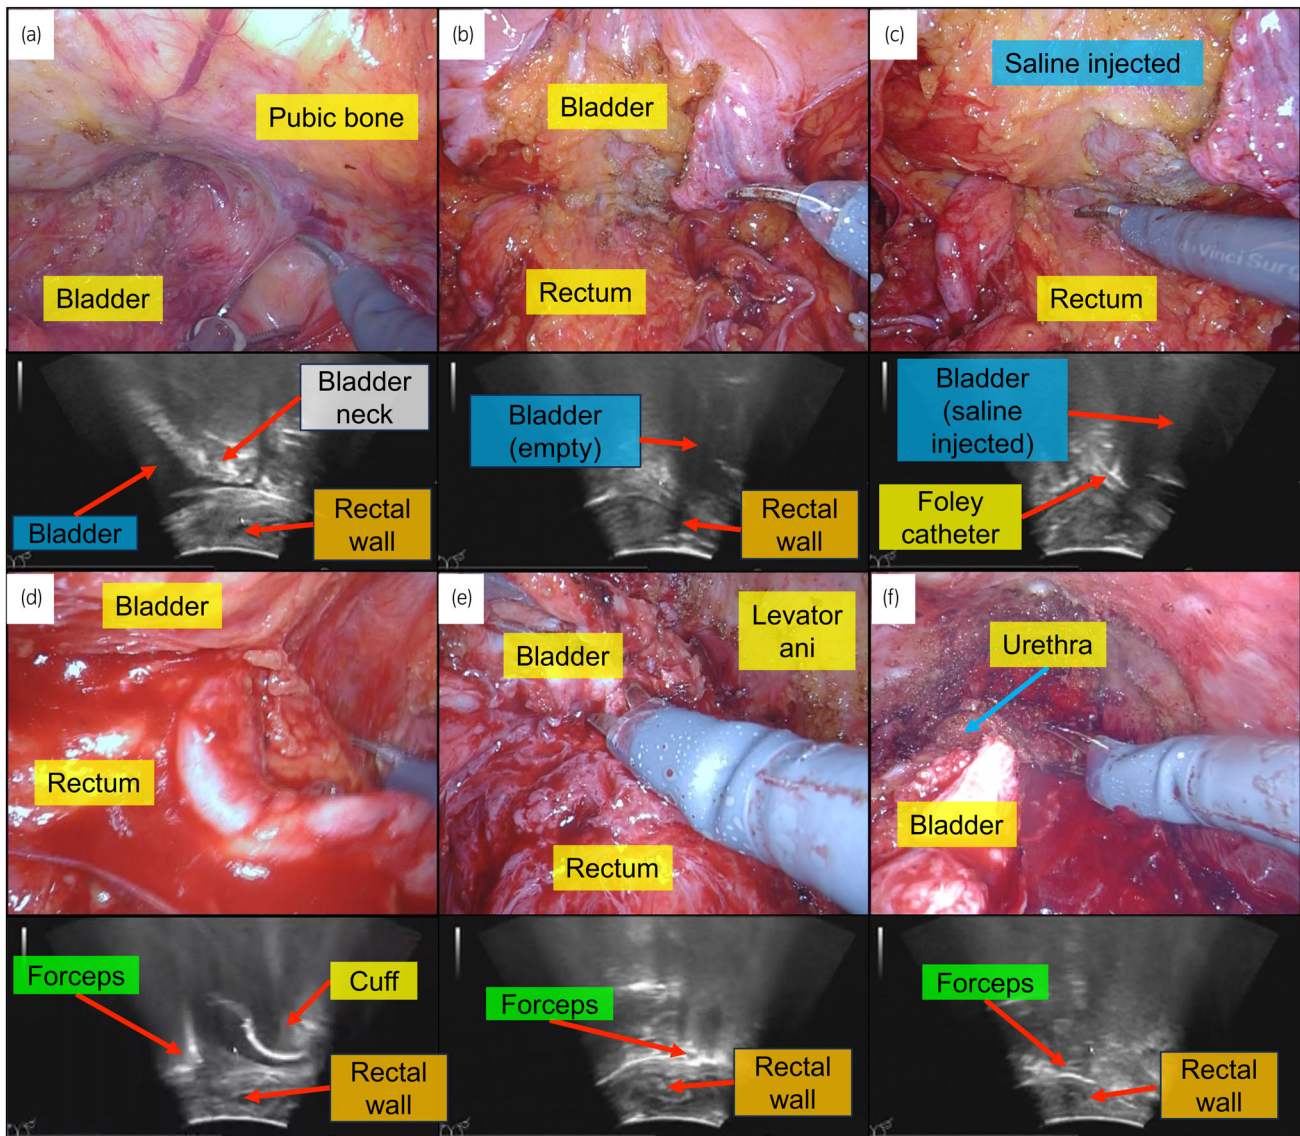 (a)
Pubic bone
Bladder
(b)
Bladder
Rectum
(c)
Saline injected
Vinci Surg
Rectum
Bladder
neck
Bladder
Rectal
wall
Bladder
(empty)
Rectal
wall
Bladder
(saline
injected)
Foley
catheter
(d)
Bladder
Rectum
(e)
Bladder
Levator
ani
Rectum
(f)
Urethra
Bladder
Forceps
Cuff
Rectal
wall
Forceps
Rectal
wall
Forceps
Rectal
wall